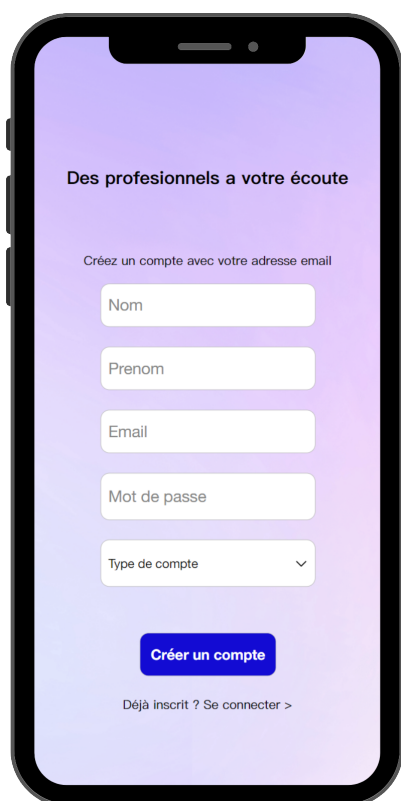 Des profesionnels a votre écoute
Créez un compte avec votre adresse email
Nom
Prenom
Email
Mot de passe
Type de compte
Créer un compte
Déjà inscrit ? Se connecter >